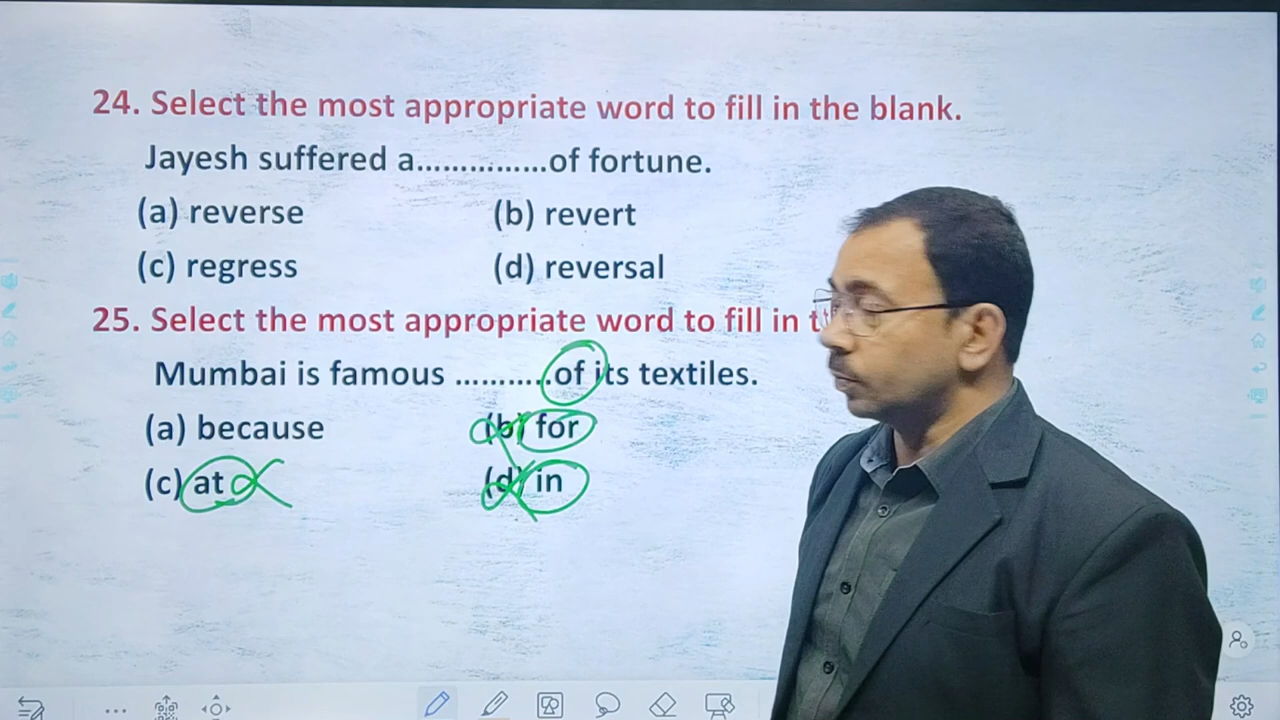 24. Select the most appropriate word to fill in the blank.
Jayesh suffered a...............of fortune.
(a) reverse (b) revert
(c) regress (d) reversal
25. Select the most appropriate word to fill in t
Mumbai is famous ...........of its textiles.
(a) because (b) for
(c) at (d) in